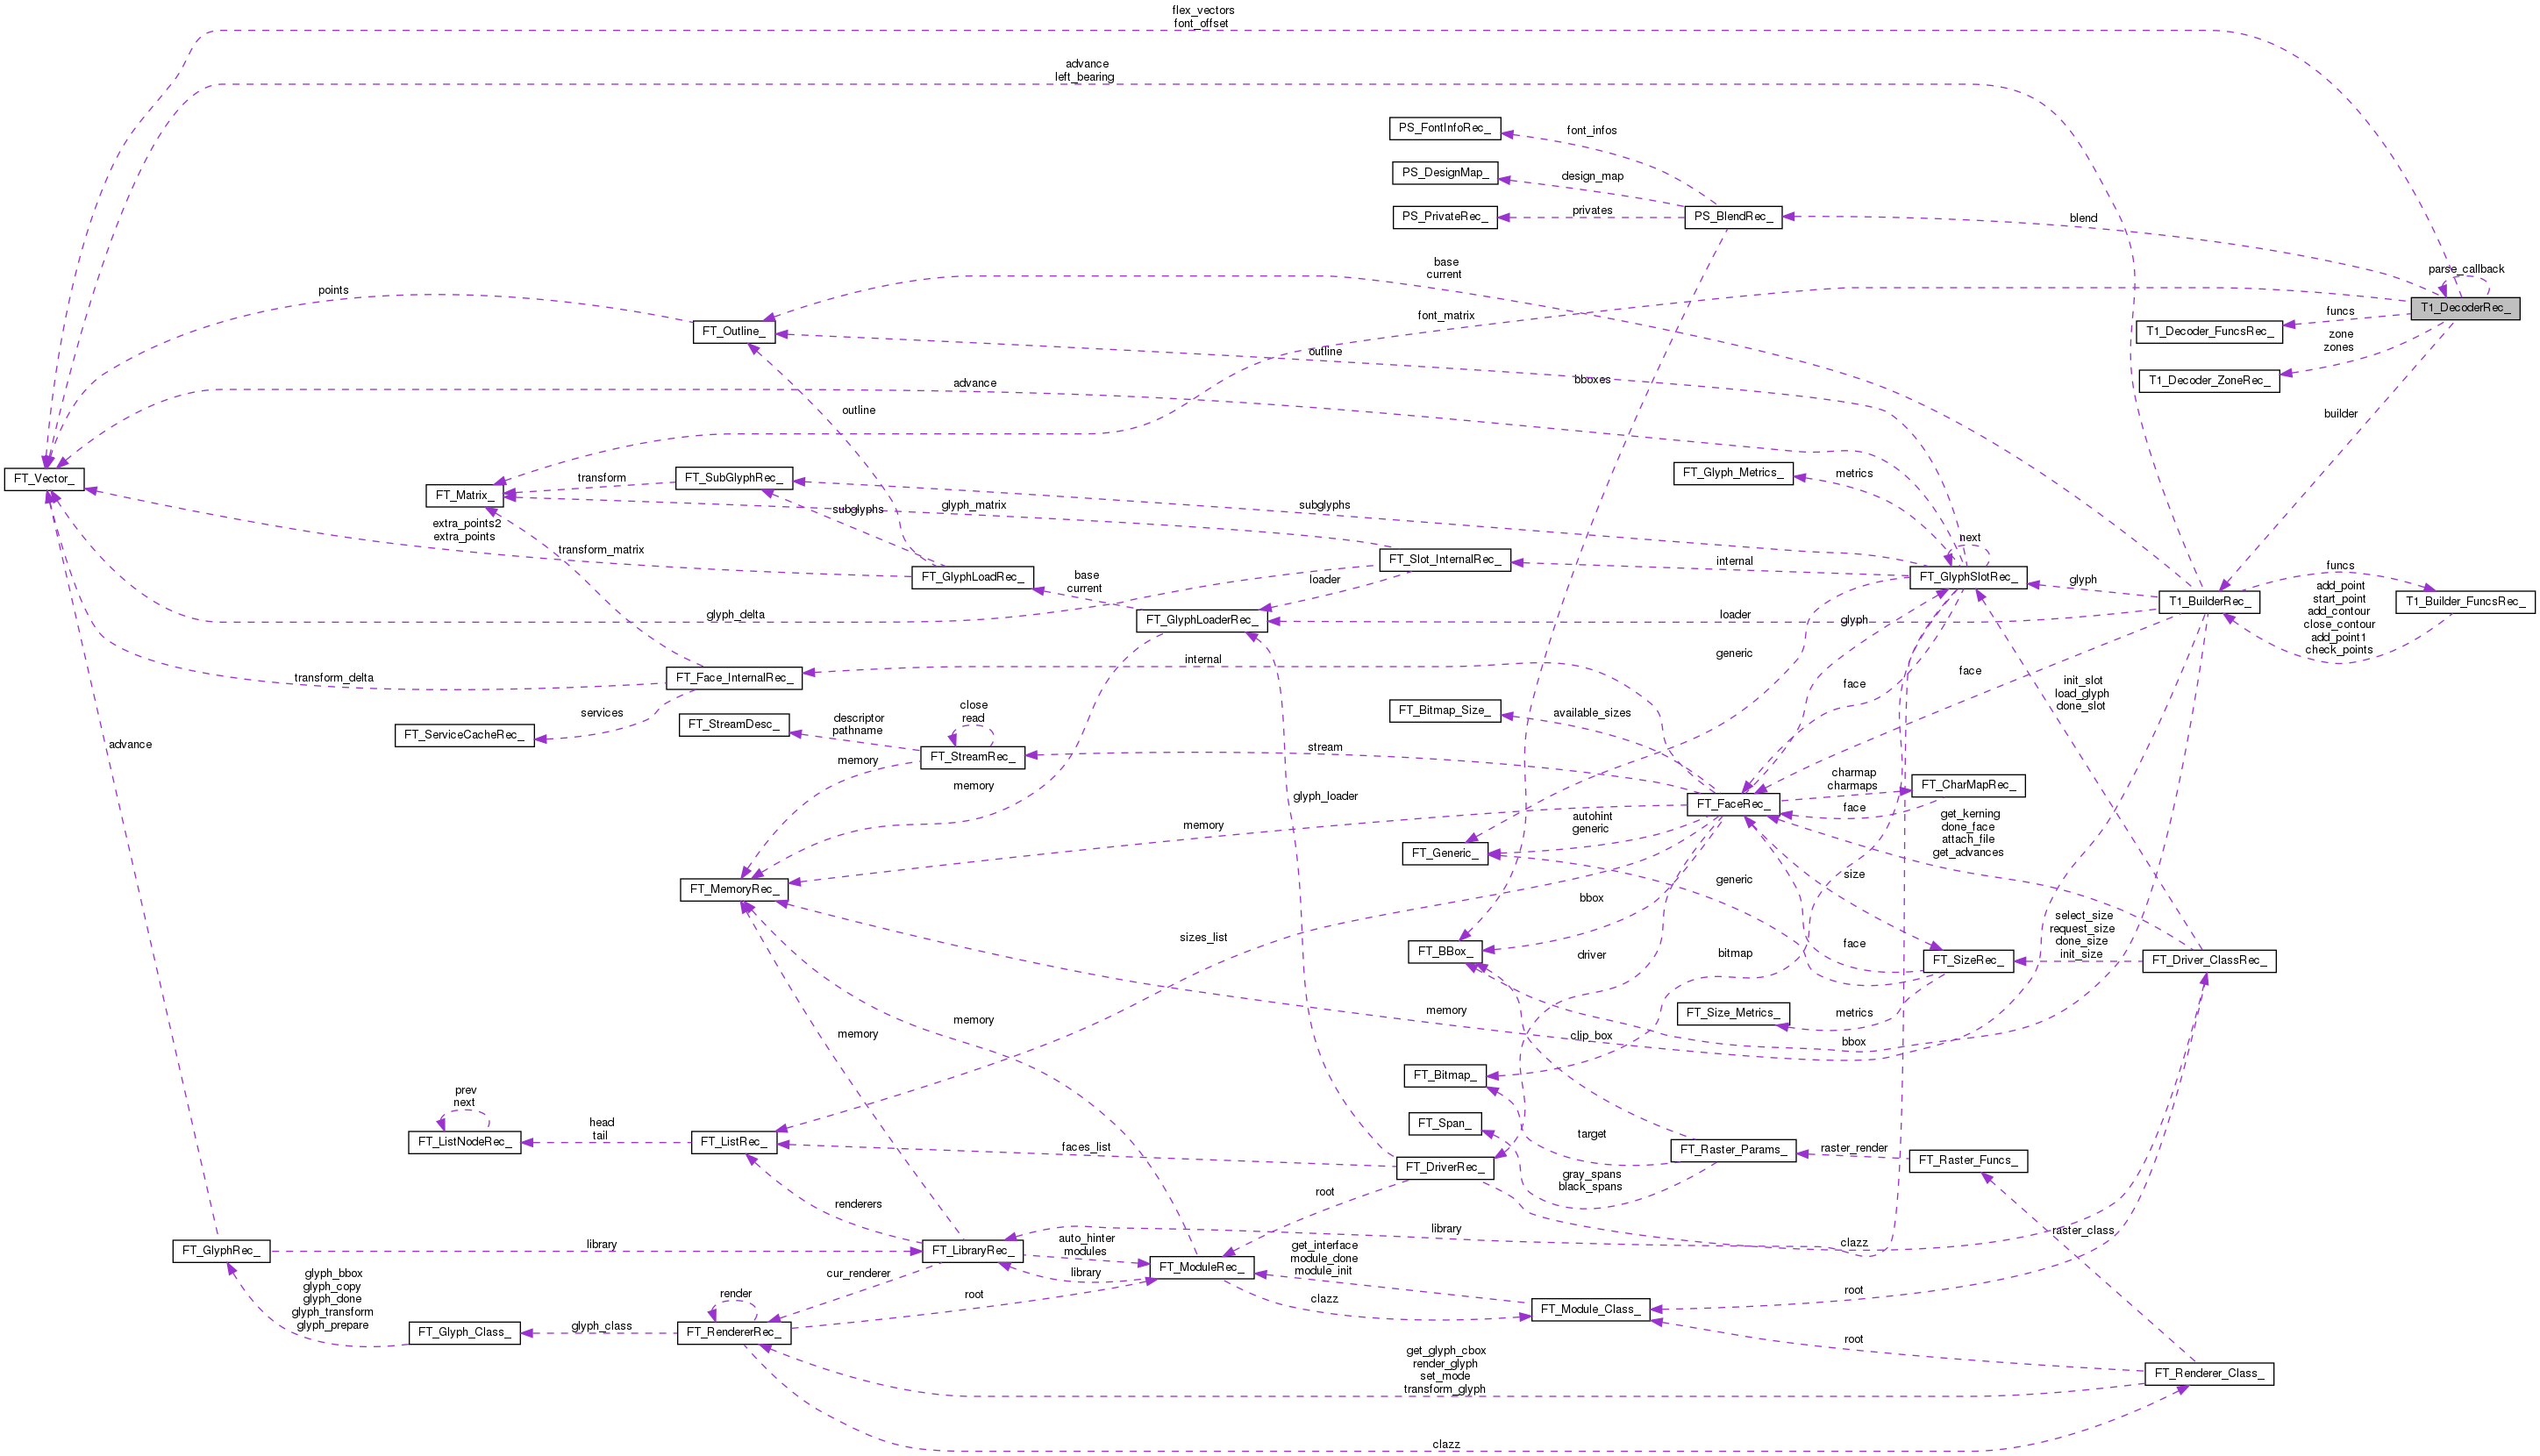 flex_vectors
font_offset
advance
left_bearing
PS_FontInfoRec_
font_infos
PS_DesignMap_
design_map
PS_PrivateRec_
privates
PS_BlendRec_
blend
base
current
parse_callback
T1_DecoderRec_
points
font_matrix
funcs
FT_Outline_
T1_Decoder_FuncsRec_
zone
zones
outline
bboxes
T1_Decoder_ZoneRec_
advance
outline
builder
FT_Vector_
FT_SubGlyphRec_
transform
FT_Matrix_
FT_Glyph_Metrics_
metrics
subglyphs
glyph_matrix
subglyphs
extra_points2
extra_points
transform_matrix
next
FT_Slot_InternalRec_
internal
FT_GlyphLoadRec_
base
current
loader
FT_GlyphSlotRec_
glyph
funcs
T1_BuilderRec_
T1_Builder_FuncsRec_
add_point
start_point
add_contour
close_contour
add_point1
check_points
glyph_delta
FT_GlyphLoaderRec_
loader
glyph
generic
internal
FT_Face_InternalRec_
transform_delta
face
face
init_slot
load_glyph
done_slot
services
FT_ServiceCacheRec_
FT_StreamDesc_
descriptor
pathname
close
read
FT_StreamRec_
FT_Bitmap_Size_
available_sizes
stream
advance
memory
memory
glyph_loader
FT_FaceRec_
charmap
charmaps
FT_CharMapRec_
face
memory
autohint
generic
get_kerning
done_face
attach_file
get_advances
FT_Generic_
FT_MemoryRec_
generic
size
bbox
sizes_list
FT_BBox_
driver
bitmap
face
FT_SizeRec_
select_size
request_size
done_size
init_size
FT_Driver_ClassRec_
memory
memory
memory
FT_Size_Metrics_
metrics
clip_box
bbox
FT_Bitmap_
prev
next
FT_ListNodeRec_
head
tail
FT_ListRec_
faces_list
FT_Span_
target
FT_DriverRec_
FT_Raster_Params_
raster_render
FT_Raster_Funcs_
gray_spans
black_spans
renderers
root
library
clazz
raster_class
FT_GlyphRec_
library
FT_LibraryRec_
auto_hinter
modules
FT_ModuleRec_
library
get_interface
module_done
module_init
glyph_bbox
glyph_copy
glyph_done
glyph_transform
glyph_prepare
cur_renderer
render
root
clazz
FT_Module_Class_
root
FT_Glyph_Class_
glyph_class
FT_RendererRec_
root
get_glyph_cbox
render_glyph
set_mode
transform_glyph
FT_Renderer_Class_
clazz